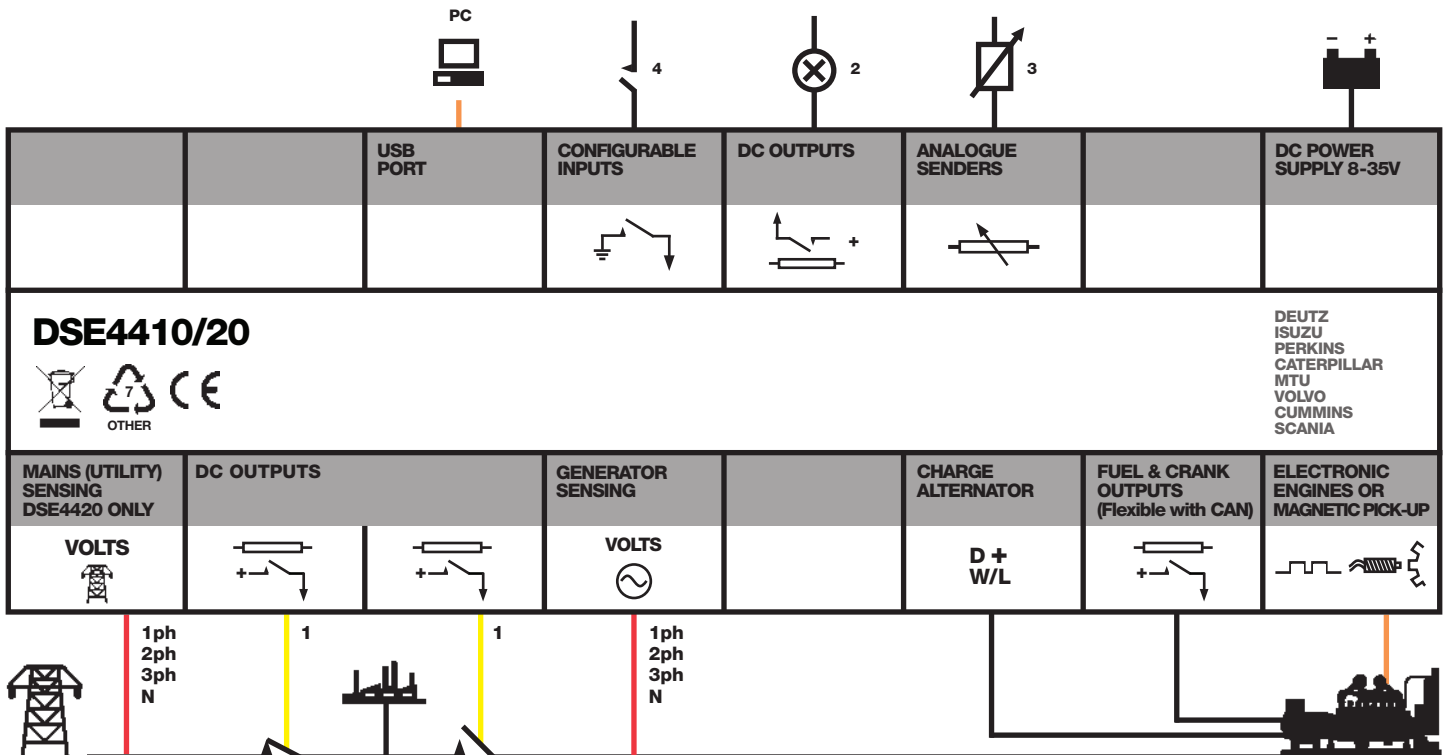 PC
4
2
3
- +
USB
PORT
CONFIGURABLE
INPUTS
DC OUTPUTS
ANALOGUE
SENDERS
DC POWER
SUPPLY 8-35V
+
DSE4410/20
7
OTHER
CE
DEUTZ
ISUZU
PERKINS
CATERPILLAR
MTU
VOLVO
CUMMINS
SCANIA
MAINS (UTILITY)
SENSING
DSE4420 ONLY
DC OUTPUTS
GENERATOR
SENSING
CHARGE
ALTERNATOR
FUEL & CRANK
OUTPUTS
(Flexible with CAN)
ELECTRONIC
ENGINES OR
MAGNETIC PICK-UP
VOLTS
+
+
VOLTS
D +
W/L
+
1ph
2ph
3ph
N
1
1
1ph
2ph
3ph
N